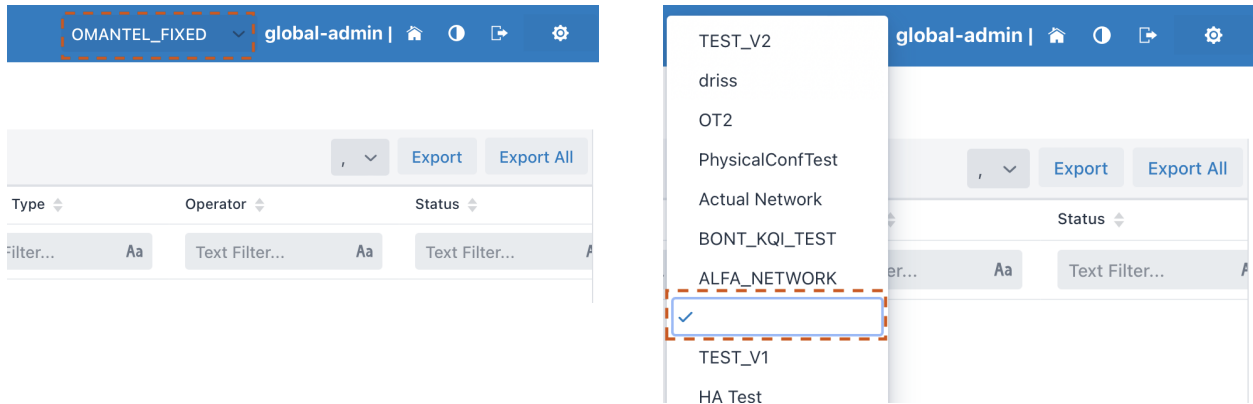 OMANTEL_FIXED global-admin |
, Export Export All
Type Operator Status
Filter... Aa Text Filter... Aa Text Filter...
TEST_V2
driss
OT2
PhysicalConfTest
Actual Network
BONT_KQI_TEST
ALFA_NETWORK
TEST_V1
HA Test
global-admin |
, Export Export All
Status
er... Aa Text Filter...